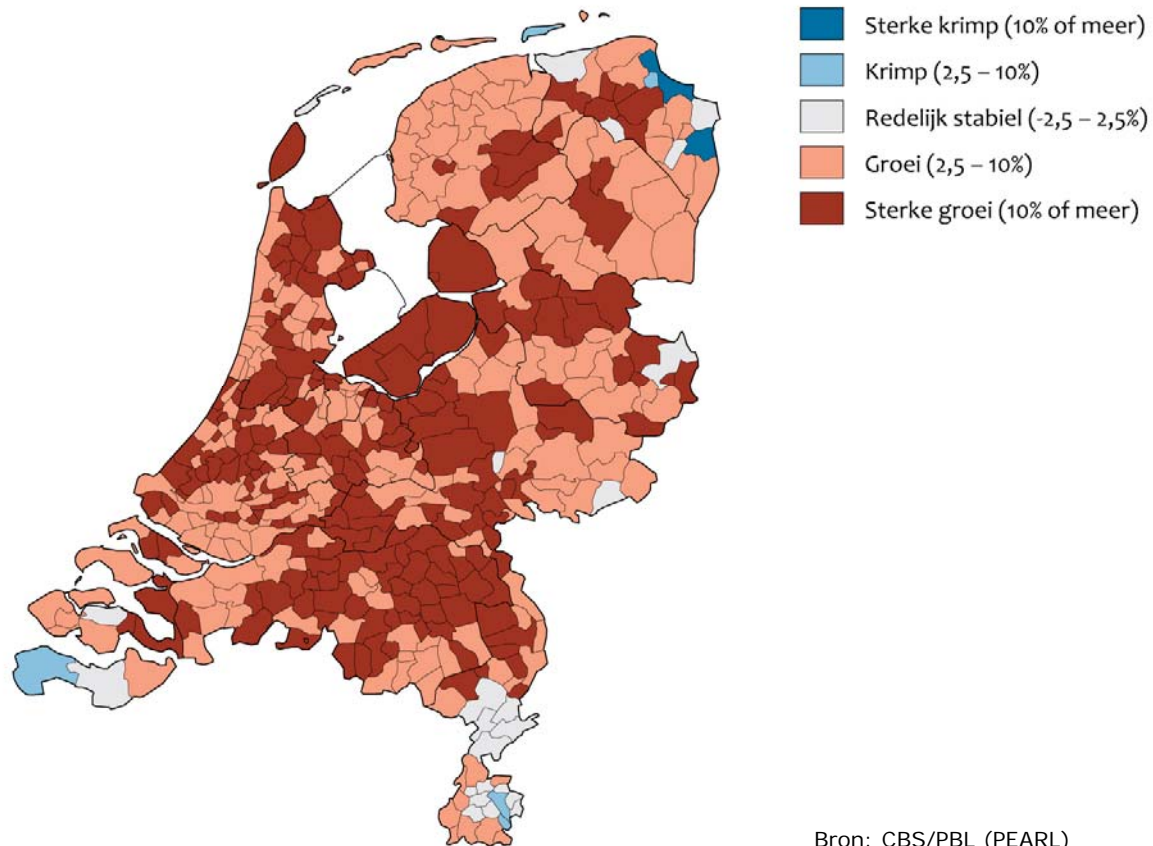 Sterke krimp (10% of meer)
Krimp (2,5 – 10%)
Redelijk stabiel (-2,5 – 2,5%)
Groei (2,5 – 10%)
Sterke groei (10% of meer)
Bron: CBS/PBL (PEARL)